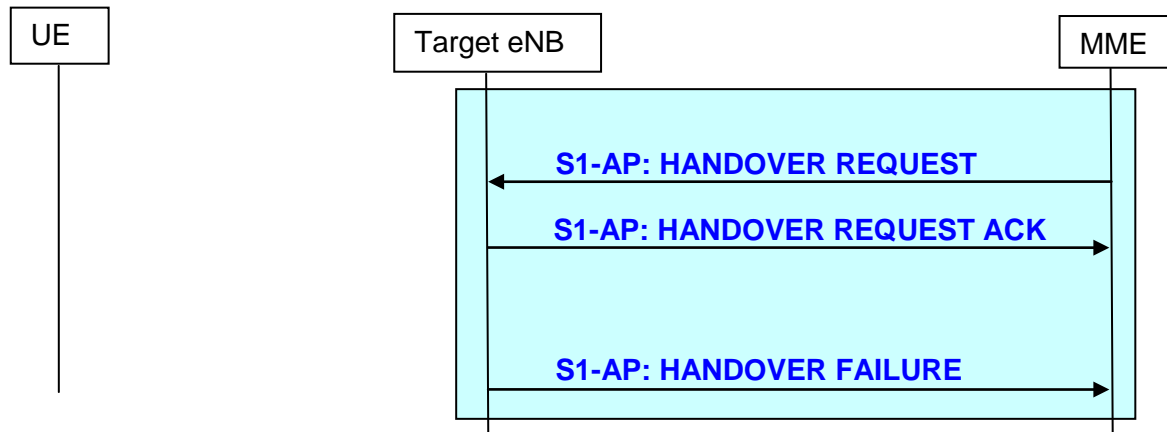 UE
Target eNB
MME
S1-AP: HANDOVER REQUEST
S1-AP: HANDOVER REQUEST ACK
S1-AP: HANDOVER FAILURE